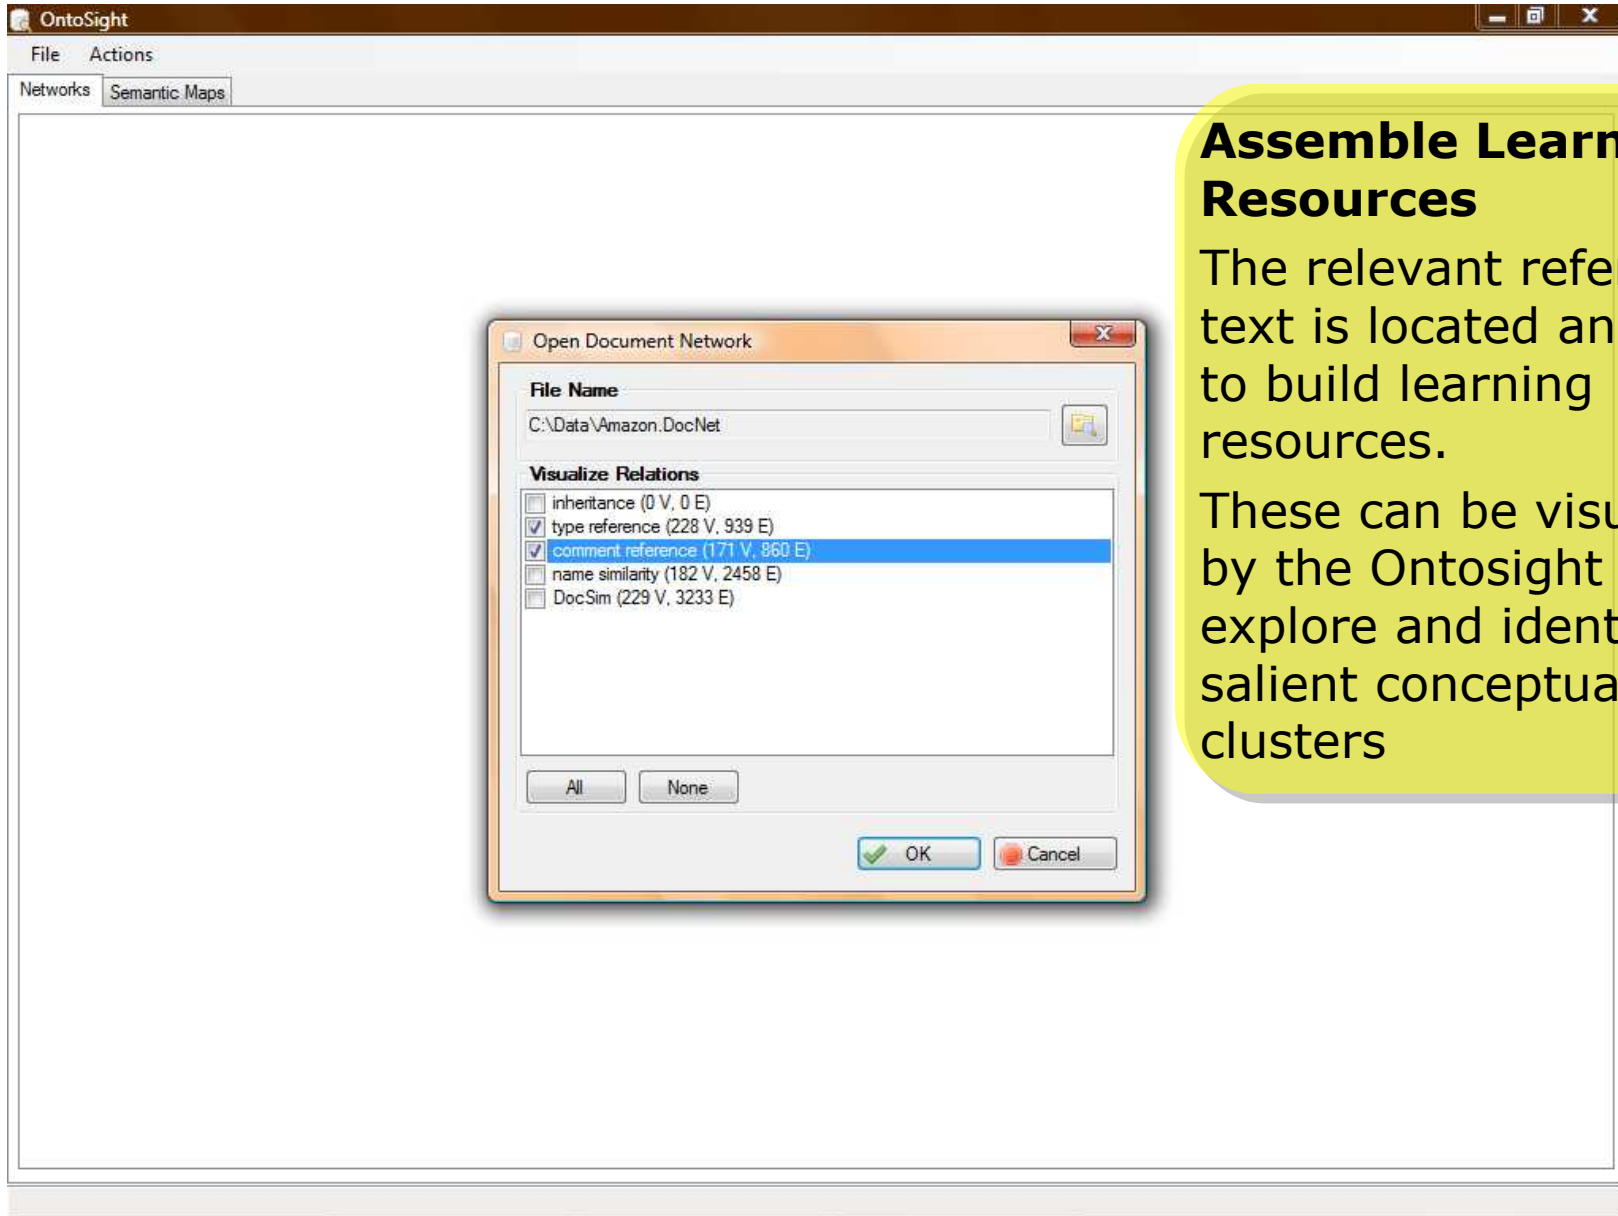 OntoSight
File Actions
Networks Semantic Maps
Assemble Learn
Resources
The relevant refe
text is located an
to build learning
resources.
These can be visu
by the Ontosight
explore and ident
salient conceptua
clusters
Open Document Network
File Name
C:\Data\Amazon.DocNet
Visualize Relations
inheritance (0 V, 0 E)
type reference (228 V, 939 E)
comment reference (171 V, 860 E)
name similarity (182 V, 2458 E)
DocSim (229 V, 3233 E)
All None
OK Cancel